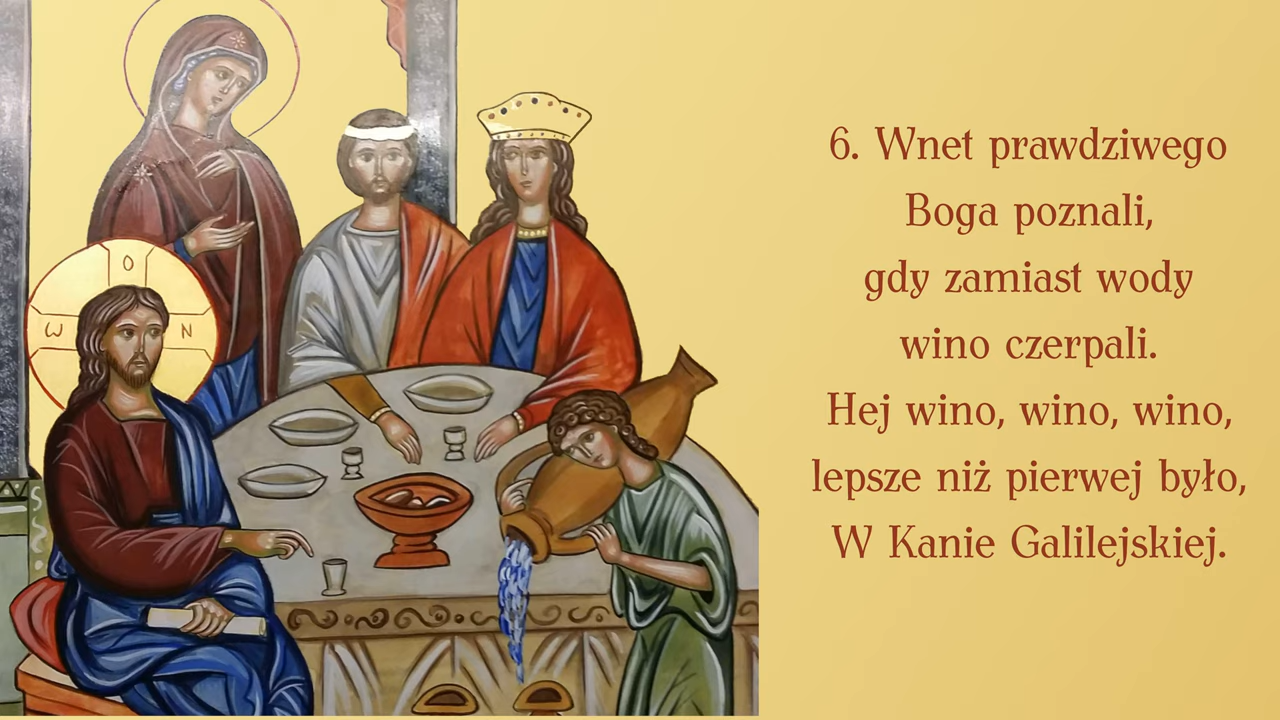 O
ω N
6. Wnet prawdziwego
Boga poznali,
gdy zamiast wody
wino czerpali.
Hej wino, wino, wino,
lepsze niż pierwej było,
W Kanie Galilejskiej.